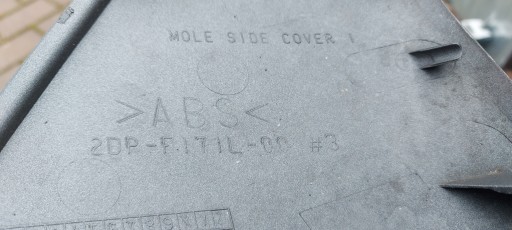 MOLE SIDE COVER 1
>ABS<
2DP-F171L-00 #3